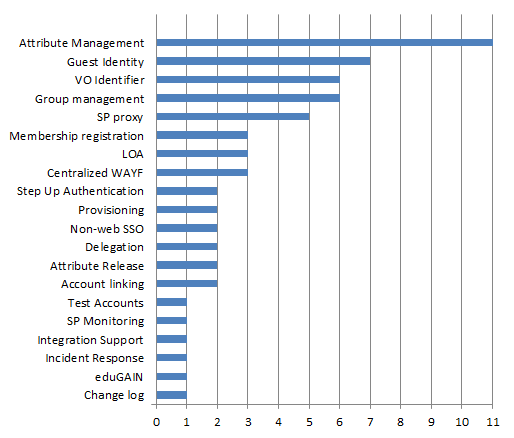 Attribute Management
Guest Identity
VO Identifier
Group management
SP proxy
Membership registration
LOA
Centralized WAYF
Step Up Authentication
Provisioning
Non-web SSO
Delegation
Attribute Release
Account linking
Test Accounts
SP Monitoring
Integration Support
Incident Response
eduGAIN
Change log
0 1 2 3 4 5 6 7 8 9 10 11